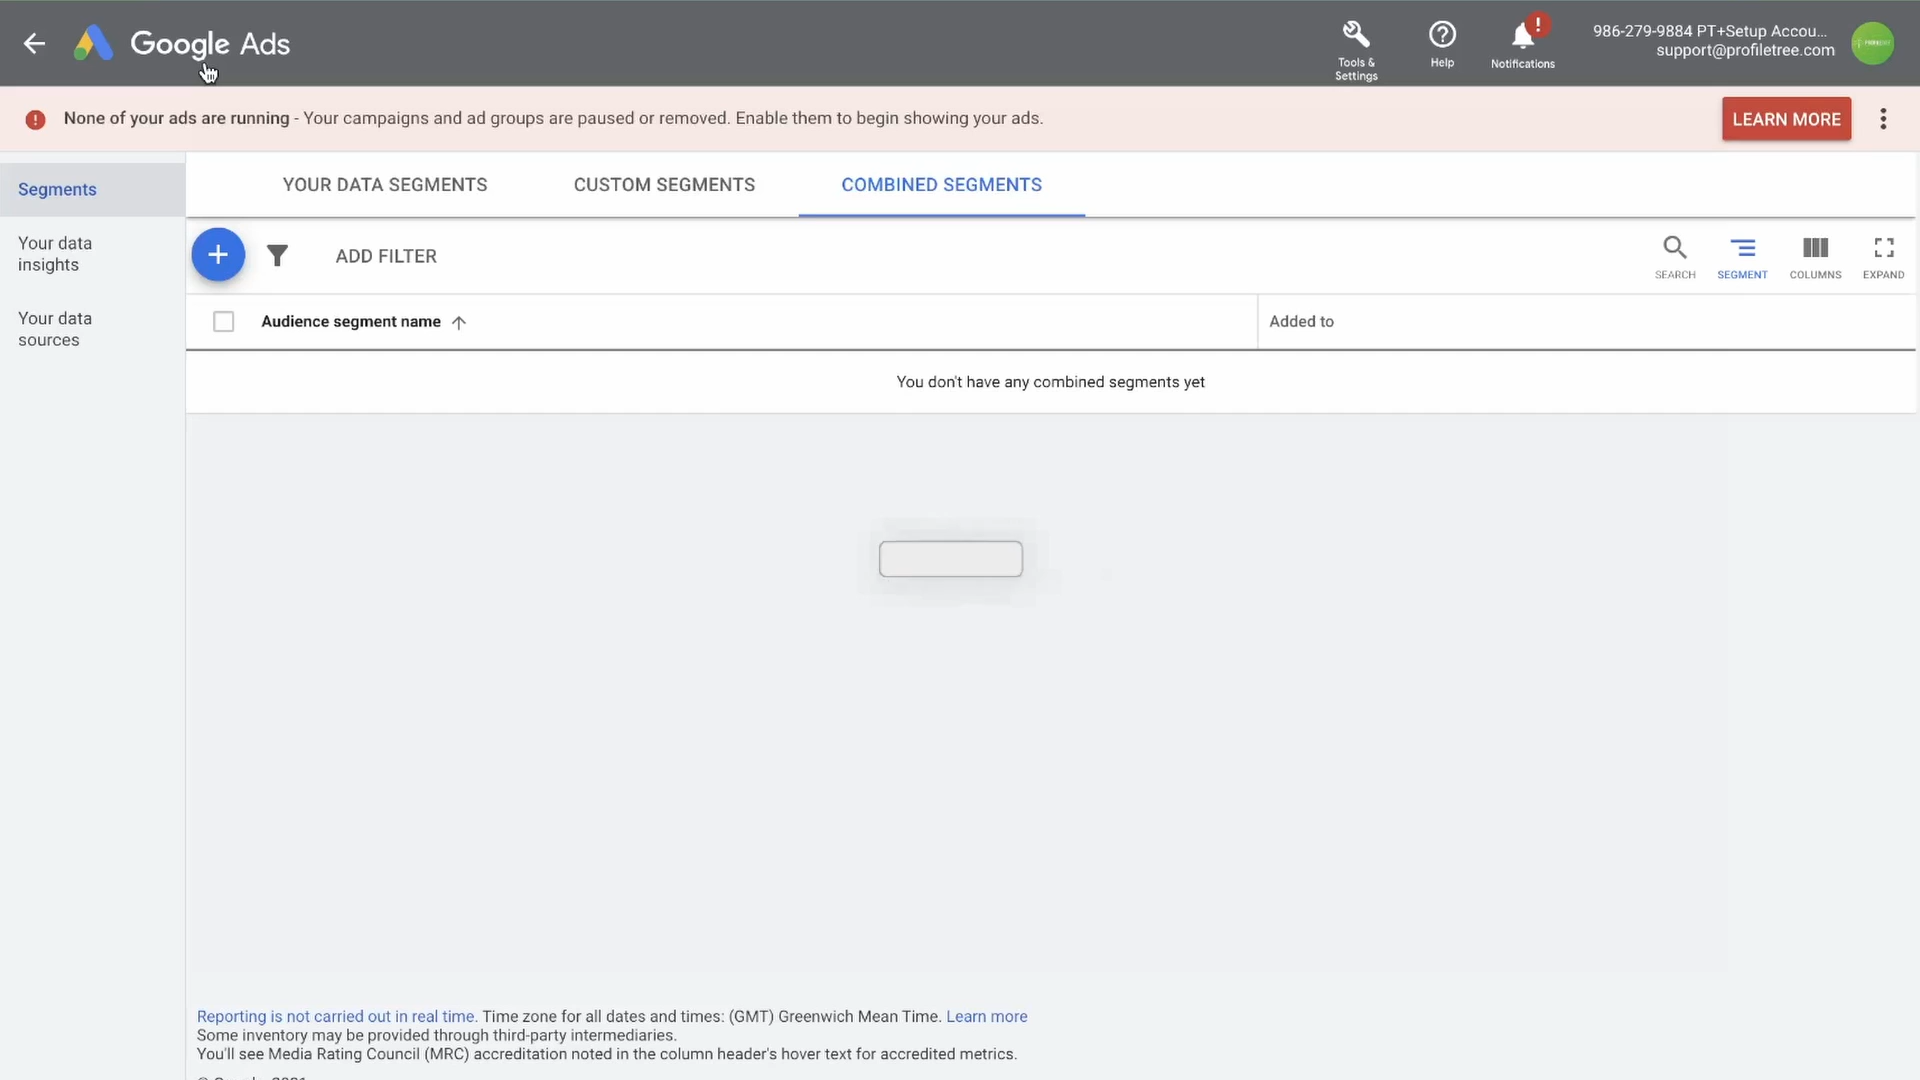 Google Ads
Tools &
Settings
Help
!
Notifications
986-279-9884 PT+Setup Accou...
support@profiletree.com
None of your ads are running - Your campaigns and ad groups are paused or removed. Enable them to begin showing your ads.
LEARN MORE
Segments
Your data
insights
Your data
sources
YOUR DATA SEGMENTS
CUSTOM SEGMENTS
COMBINED SEGMENTS
ADD FILTER
SEARCH
SEGMENT
COLUMNS
EXPAND
Audience segment name
Added to
You don't have any combined segments yet
Reporting is not carried out in real time. Time zone for all dates and times: (GMT) Greenwich Mean Time. Learn more
Some inventory may be provided through third-party intermediaries.
You'll see Media Rating Council (MRC) accreditation noted in the column header's hover text for accredited metrics.